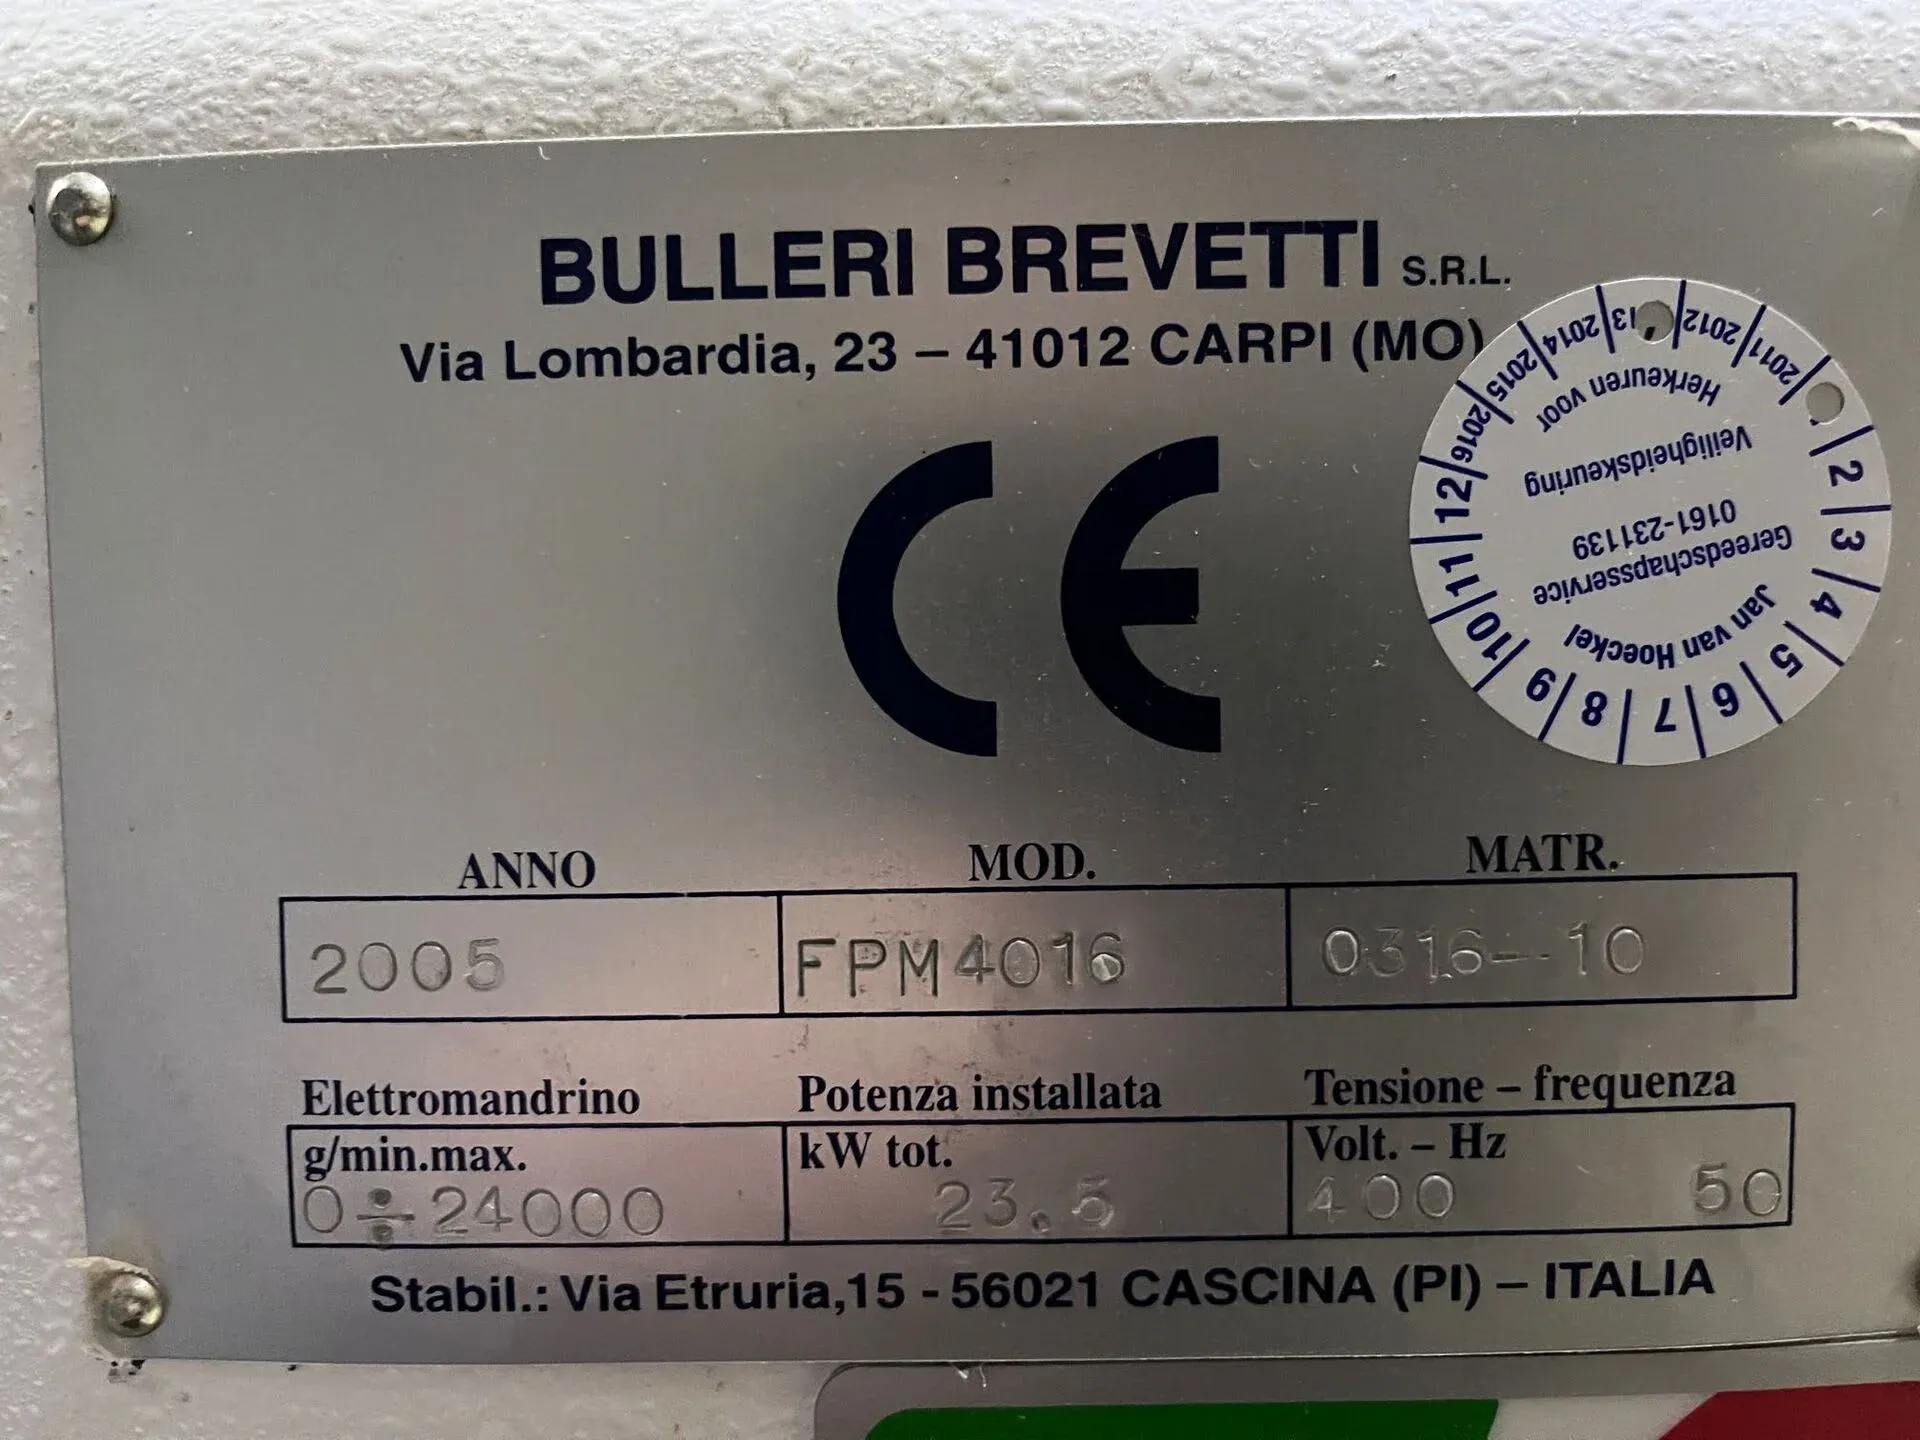 BULLERI BREVETTI S.R.L.
Via Lombardia, 23 – 41012 CARPI (MO)
CE
ANNO MOD. MATR.
2005 FPM4016 0316--10
Elettromandrino Potenza installata Tensione – frequenza
g/min.max. kW tot. Volt. – Hz
0÷24000 23.5 400 50
Stabil.: Via Etruria,15 - 56021 CASCINA (PI) – ITALIA
Jan van Hoeckel
Gereedschapsservice
0161-231139
Veiligheidskeuring
Herkeuren voor
2 3 4 5 6 7 8 9 10 11 12
2016 2015 2014 13 2012 2011